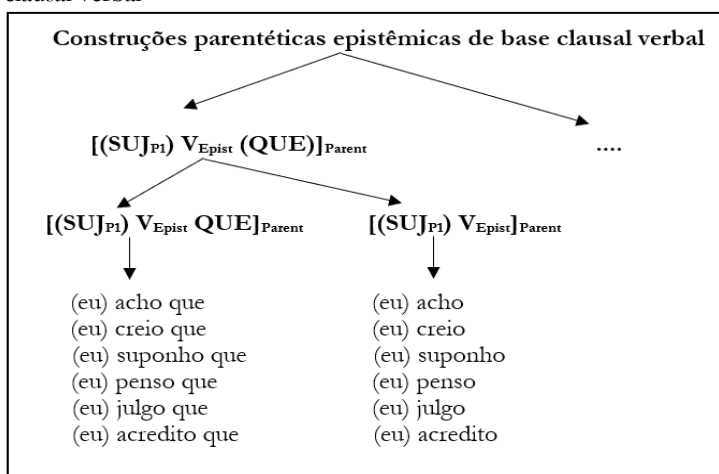 clausal verbal
Construções parentéticas epistêmicas de base clausal verbal
[(SUJP1) VEpist (QUE)]Parent
....
[(SUJP1) VEpist QUE]Parent
[(SUJP1) VEpist]Parent
(eu) acho que
(eu) creio que
(eu) suponho que
(eu) penso que
(eu) julgo que
(eu) acredito que
(eu) acho
(eu) creio
(eu) suponho
(eu) penso
(eu) julgo
(eu) acredito